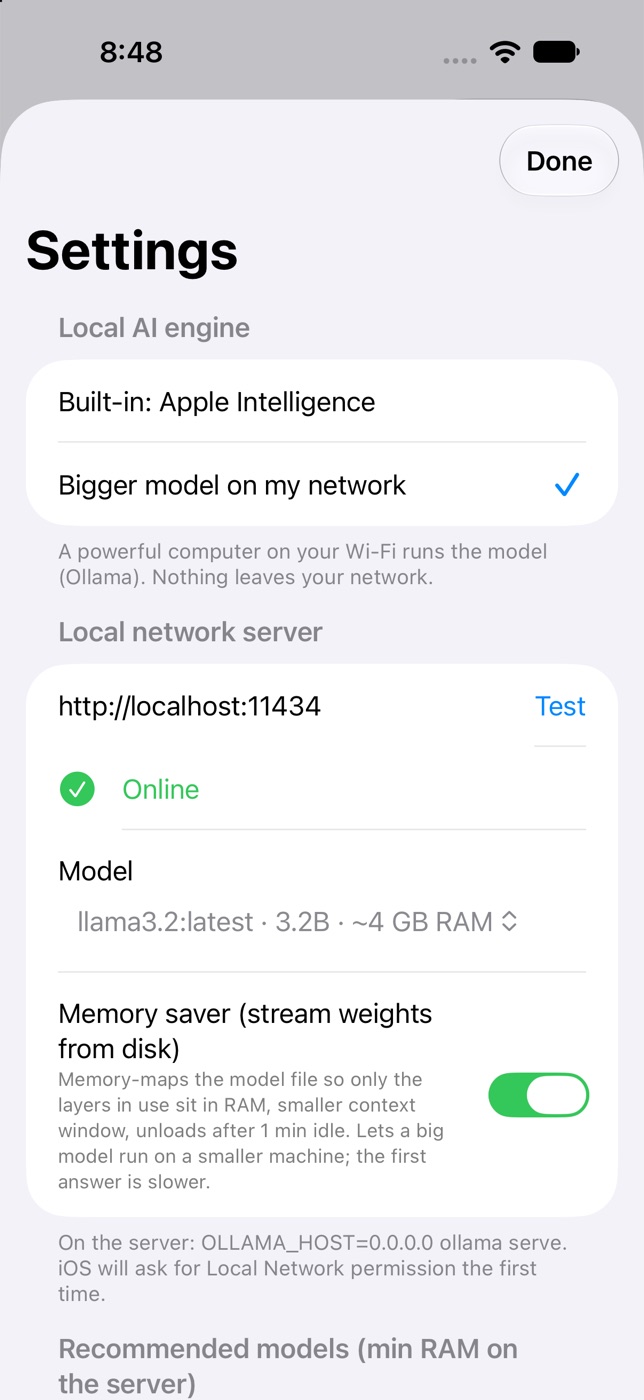 8:48
Done
Settings
Local AI engine
Built-in: Apple Intelligence
Bigger model on my network
A powerful computer on your Wi-Fi runs the model
(Ollama). Nothing leaves your network.
Local network server
http://localhost:11434
Test
Online
Model
llama3.2:latest · 3.2B · ~4 GB RAM
Memory saver (stream weights
from disk)
Memory-maps the model file so only the
layers in use sit in RAM, smaller context
window, unloads after 1 min idle. Lets a big
model run on a smaller machine; the first
answer is slower.
On the server: OLLAMA_HOST=0.0.0.0 ollama serve.
iOS will ask for Local Network permission the first
time.
Recommended models (min RAM on
the server)